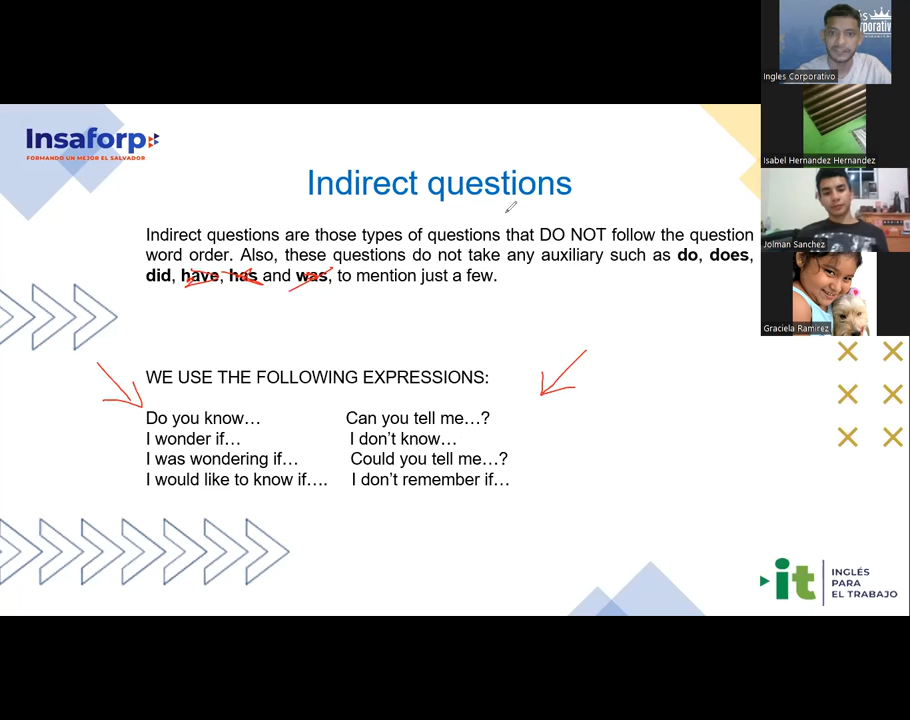 Insaforp
FORMANDO UN MEJOR EL SALVADOR
Indirect questions
Indirect questions are those types of questions that DO NOT follow the question
word order. Also, these questions do not take any auxiliary such as do, does,
did, have, has and was, to mention just a few.
WE USE THE FOLLOWING EXPRESSIONS:
Do you know… Can you tell me…?
I wonder if… I don’t know…
I was wondering if… Could you tell me…?
I would like to know if…. I don’t remember if…
it
INGLÉS
PARA
EL TRABAJO
Ingles Corporativo
Isabel Hernandez Hernandez
Jolman Sanchez
Graciela Ramirez